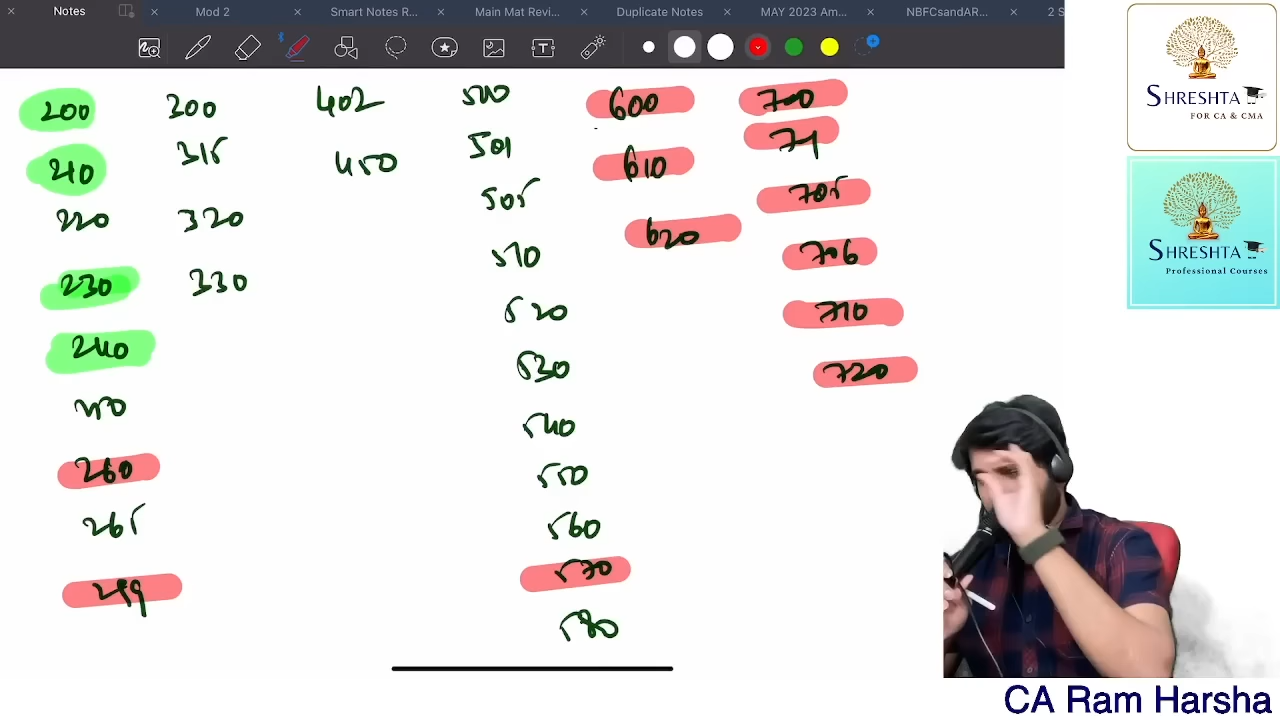 Notes
Mod 2
Smart Notes R...
Main Mat Revi...
Duplicate Notes
MAY 2023 Am...
NBFCsandAR...
2 S
T
200
210
220
230
240
250
260
265
299
300
315
320
330
402
450
500
501
505
510
520
530
540
550
560
570
580
600
610
620
700
701
705
706
710
720
SHRESHTA
FOR CA & CMA
SHRESHTA
Professional Courses
CA Ram Harsha